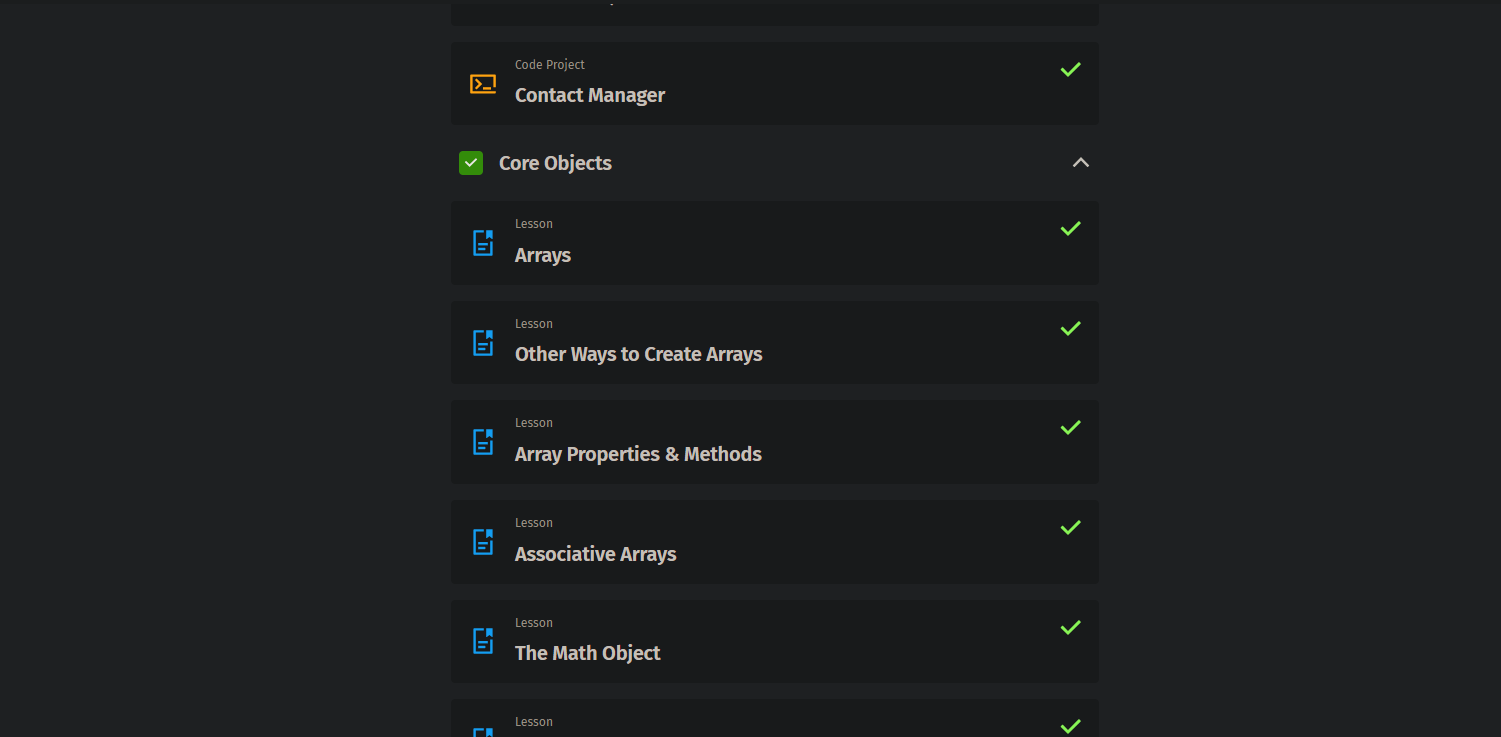 Code Project
Contact Manager
Core Objects
Lesson
Arrays
Lesson
Other Ways to Create Arrays
Lesson
Array Properties & Methods
Lesson
Associative Arrays
Lesson
The Math Object
Lesson